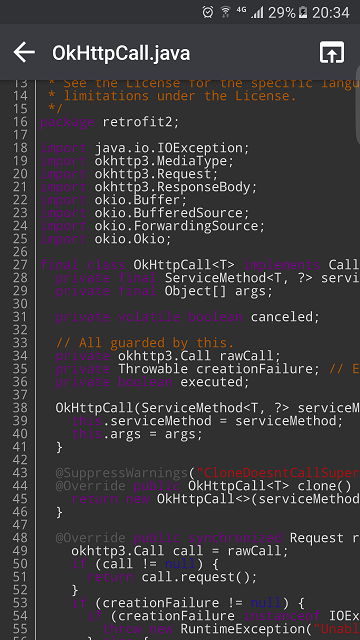 4G 29% 20:34
OkHttpCall.java
13 * See the License for the specific langu
14 * limitations under the License.
15 */
16 package retrofit2;
17
18 import java.io.IOException;
19 import okhttp3.MediaType;
20 import okhttp3.Request;
21 import okhttp3.ResponseBody;
22 import okio.Buffer;
23 import okio.BufferedSource;
24 import okio.ForwardingSource;
25 import okio.Okio;
26
27 final class OkHttpCall<T> implements Call
28 private final ServiceMethod<T, ?> servi
29 private final Object[] args;
30
31 private volatile boolean canceled;
32
33 // All guarded by this.
34 private okhttp3.Call rawCall;
35 private Throwable creationFailure; // E
36 private boolean executed;
37
38 OkHttpCall(ServiceMethod<T, ?> serviceM
39 this.serviceMethod = serviceMethod;
40 this.args = args;
41 }
42
43 @SuppressWarnings("CloneDoesntCallSuper
44 @Override public OkHttpCall<T> clone()
45 return new OkHttpCall<>(serviceMethod
46 }
47
48 @Override public synchronized Request r
49 okhttp3.Call call = rawCall;
50 if (call != null) {
51 return call.request();
52 }
53 if (creationFailure != null) {
54 if (creationFailure instanceof IOEx
55 throw new RuntimeException("Unabl